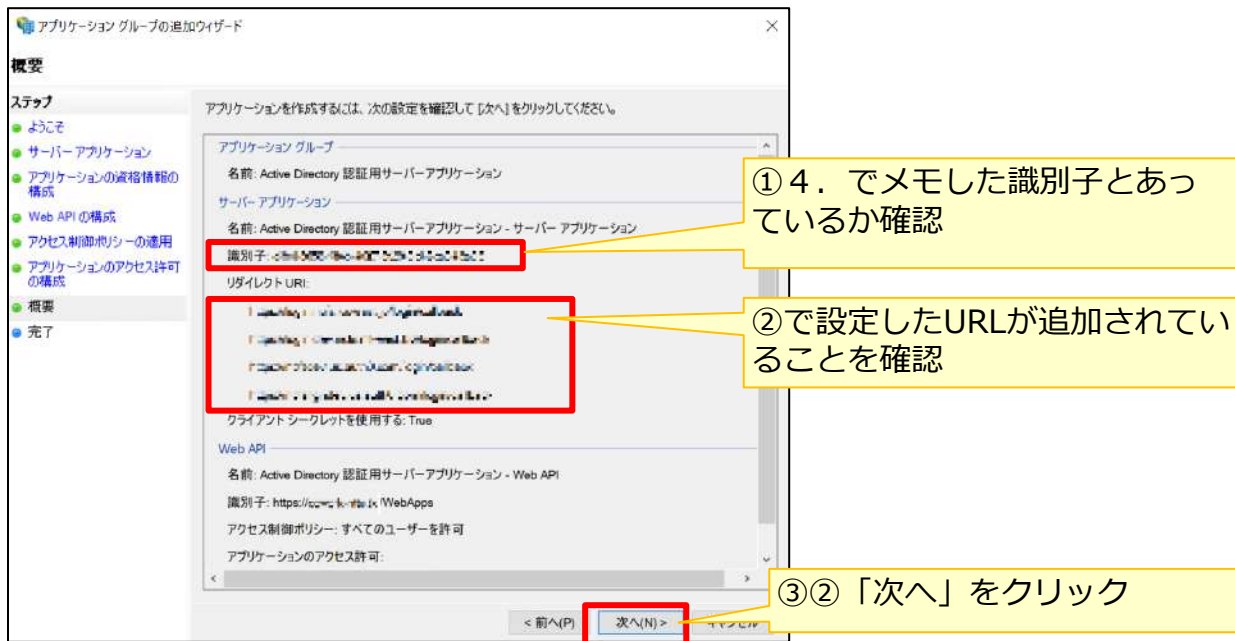 アプリケーション グループの追加ウィザード
概要
ステップ
ようこそ
サーバー アプリケーション
アプリケーションの資格情報の
構成
Web API の構成
アクセス制御ポリシーの適用
アプリケーションのアクセス許可
の構成
概要
完了
アプリケーションを作成するには、次の設定を確認して [次へ] をクリックしてください。
アプリケーション グループ
名前: Active Directory 認証用サーバーアプリケーション
サーバー アプリケーション
名前: Active Directory 認証用サーバーアプリケーション - サーバー アプリケーション
識別子:
リダイレクト URI:
クライアント シークレットを使用する: True
Web API
名前: Active Directory 認証用サーバーアプリケーション - Web API
識別子: https:// /WebApps
アクセス制御ポリシー: すべてのユーザーを許可
アプリケーションのアクセス許可:
< 前へ(P)
次へ(N) >
①４．でメモした識別子とあっ
ているか確認
②で設定したURLが追加されてい
ることを確認
③②「次へ」をクリック